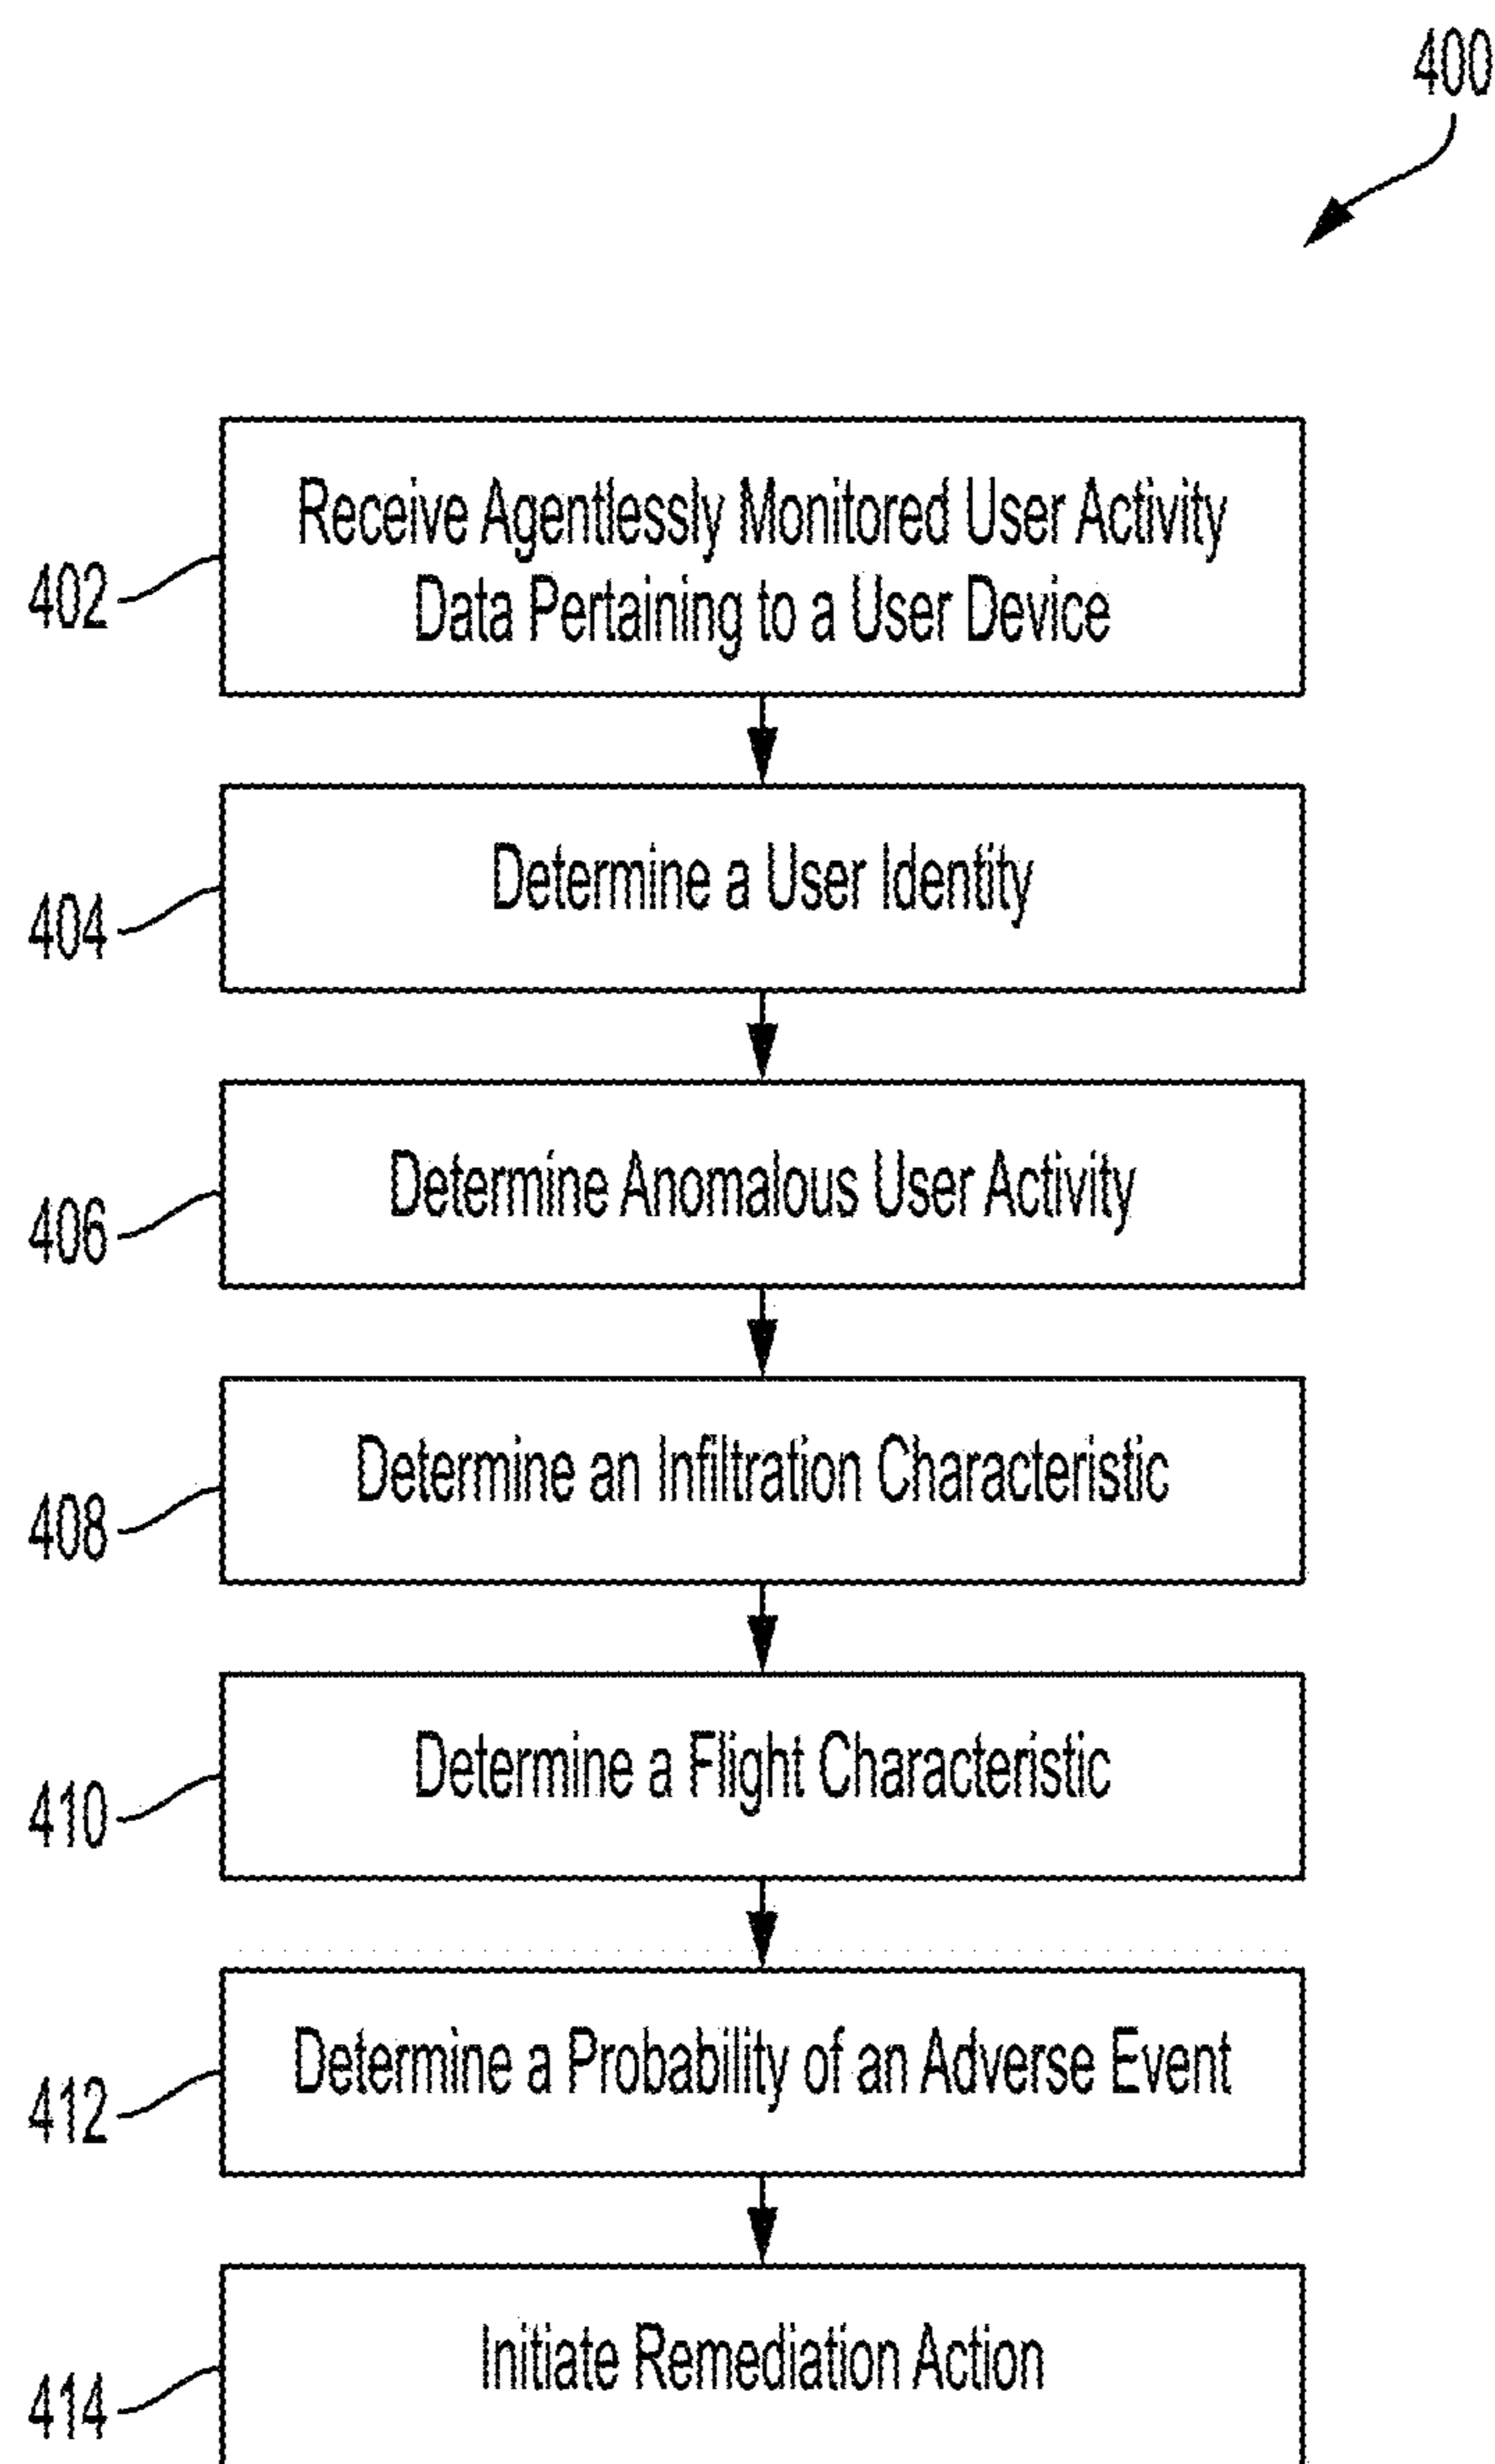 400
402
Receive Agentlessly Monitored User Activity
Data Pertaining to a User Device
404
Determine a User Identity
406
Determine Anomalous User Activity
408
Determine an Infiltration Characteristic
410
Determine a Flight Characteristic
412
Determine a Probability of an Adverse Event
414
Initiate Remediation Action